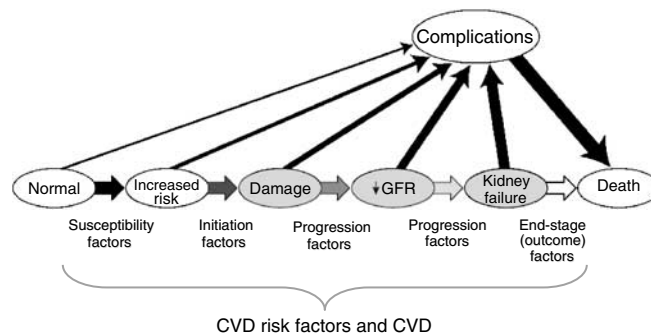 Complications
Normal
Increased
risk
Damage
↓GFR
Kidney
failure
Death
Susceptibility
factors
Initiation
factors
Progression
factors
Progression
factors
End-stage
(outcome)
factors
CVD risk factors and CVD